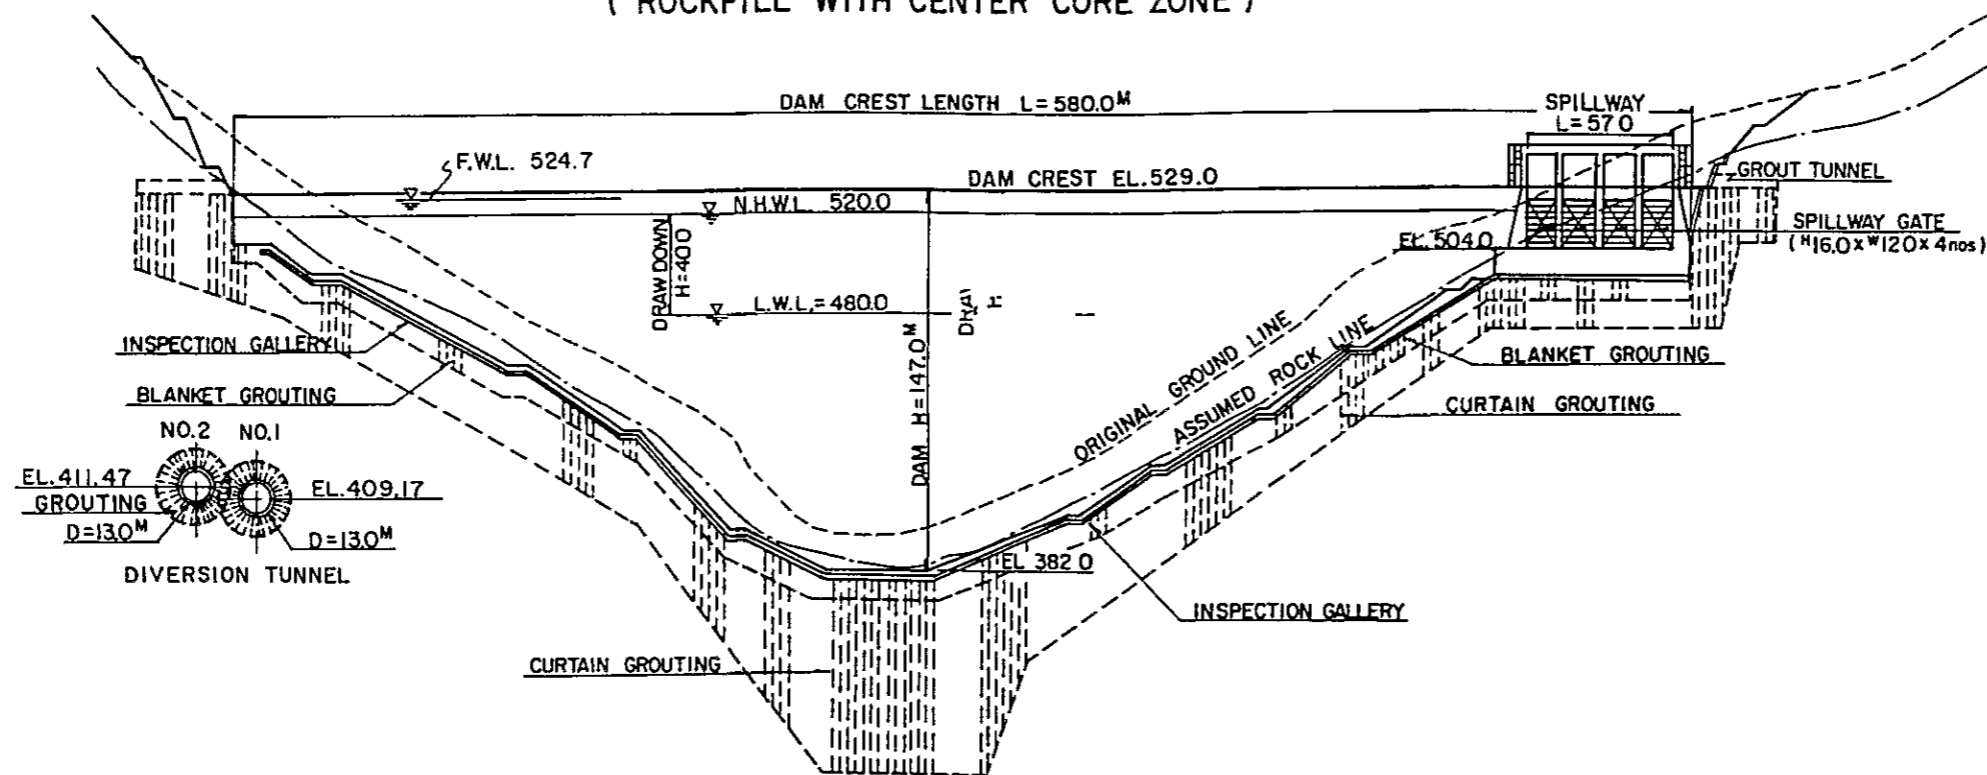 ( ROCKFILL WITH CENTER CORE ZONE )
DAM CREST LENGTH L=580.0M
SPILLWAY
L=57.0
F.W.L. 524.7
DAM CREST EL.529.0
GROUT TUNNEL
N.H.W.L. 520.0
SPILLWAY GATE
(H16.0xW12.0x4nos)
EL. 504.0
DRAW DOWN
H=40.0
L.W.L.=480.0
DAM H=147.0M
ORIGINAL GROUND LINE
ASSUMED ROCK LINE
INSPECTION GALLERY
BLANKET GROUTING
BLANKET GROUTING
CURTAIN GROUTING
NO.2 NO.1
EL.411.47
EL.409.17
GROUTING
D=13.0M
D=13.0M
DIVERSION TUNNEL
EL 382.0
INSPECTION GALLERY
CURTAIN GROUTING